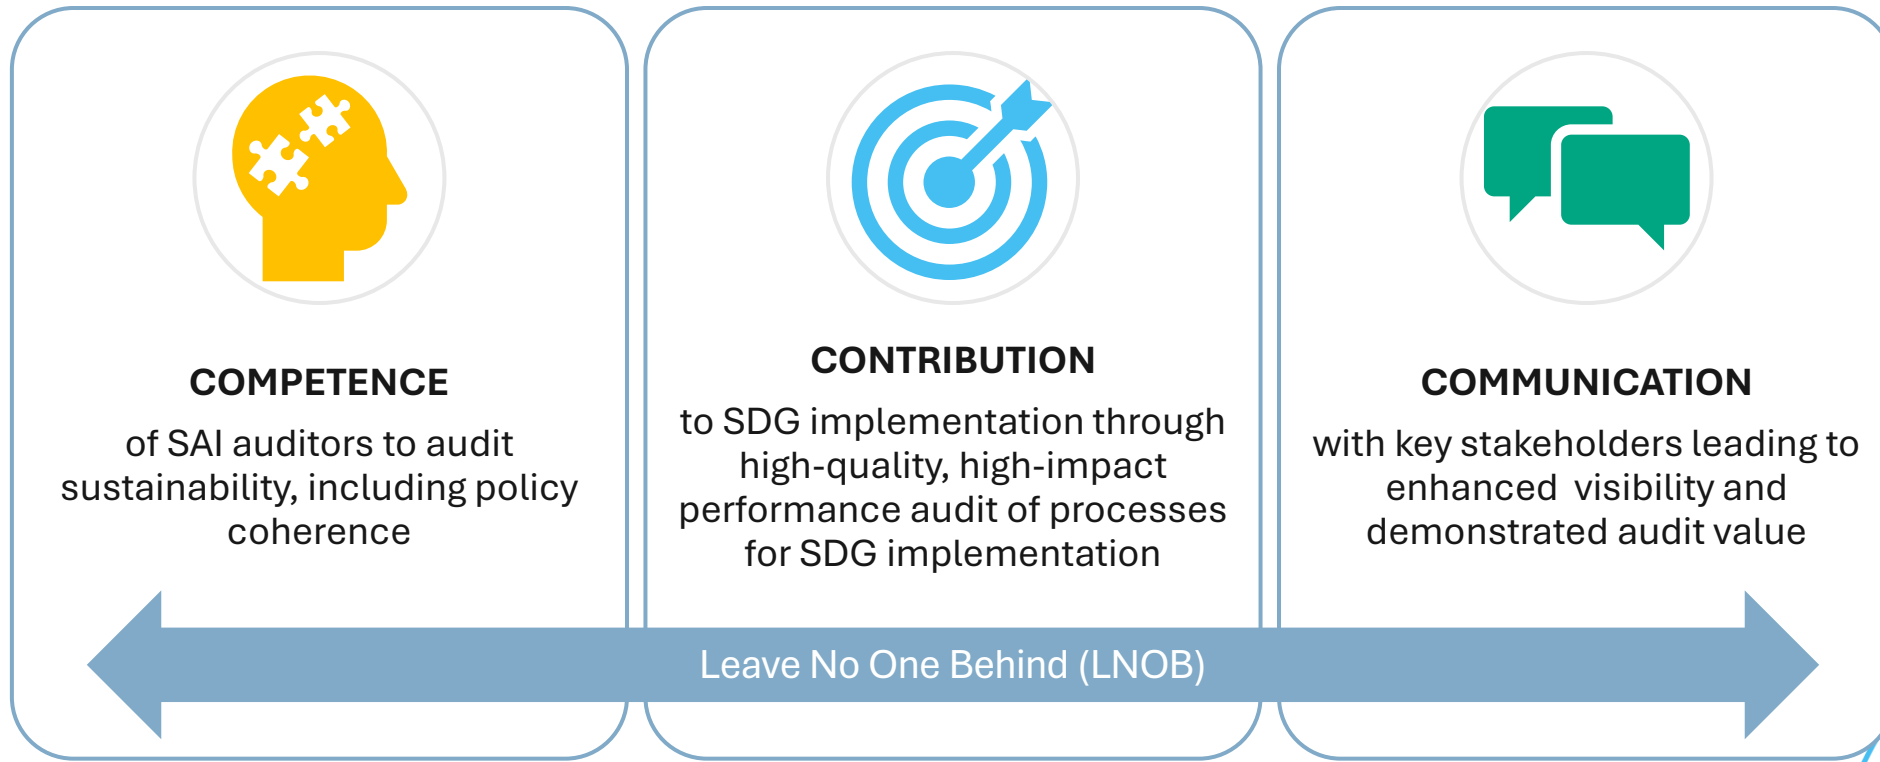 COMPETENCE
of SAI auditors to audit
sustainability, including policy
coherence
CONTRIBUTION
to SDG implementation through
high-quality, high-impact
performance audit of processes
for SDG implementation
COMMUNICATION
with key stakeholders leading to
enhanced  visibility and
demonstrated audit value
Leave No One Behind (LNOB)